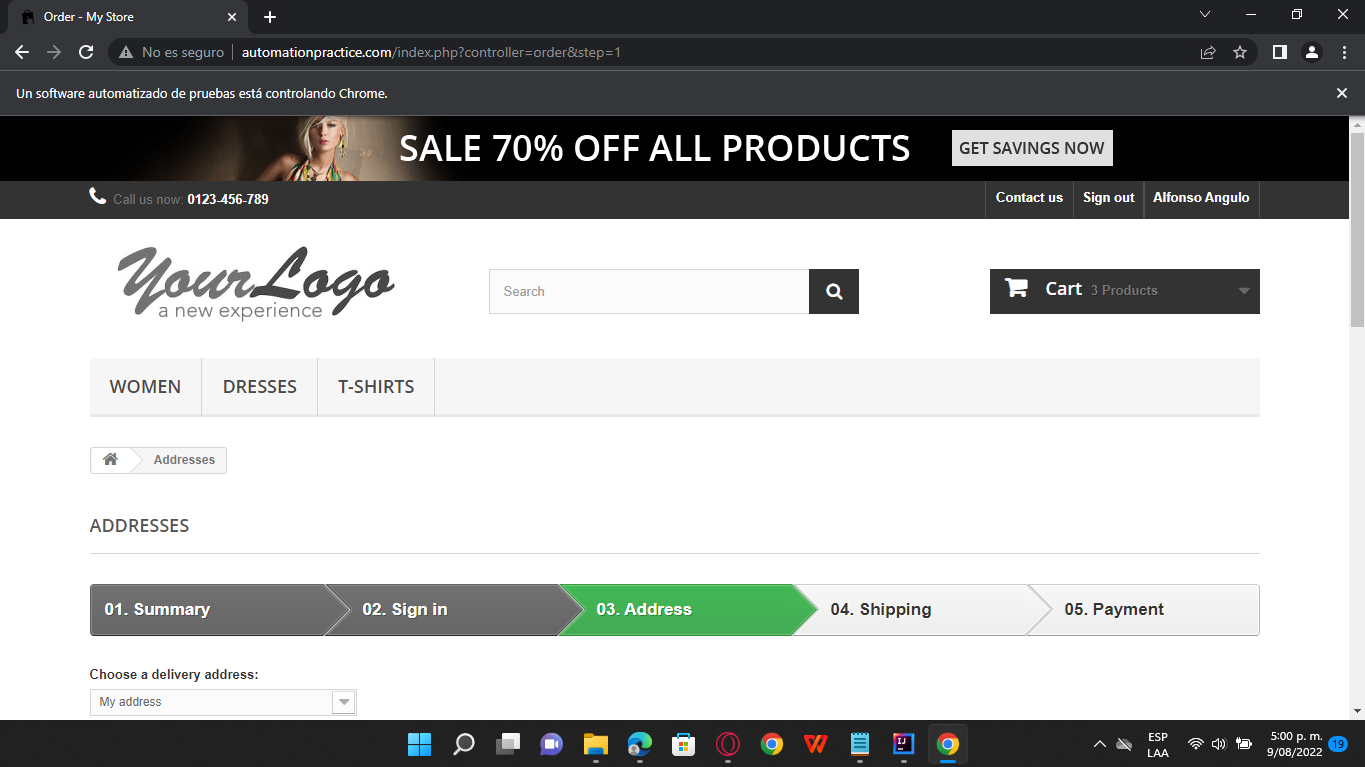 Order - My Store
No es seguro automationpractice.com/index.php?controller=order&step=1
Un software automatizado de pruebas está controlando Chrome.
SALE 70% OFF ALL PRODUCTS GET SAVINGS NOW
Call us now: 0123-456-789 Contact us Sign out Alfonso Angulo
Your Logo
a new experience
Search
Cart 3 Products
WOMEN DRESSES T-SHIRTS
Addresses
ADDRESSES
01. Summary 02. Sign in 03. Address 04. Shipping 05. Payment
Choose a delivery address:
My address
ESP
LAA
5:00 p. m.
9/08/2022
19